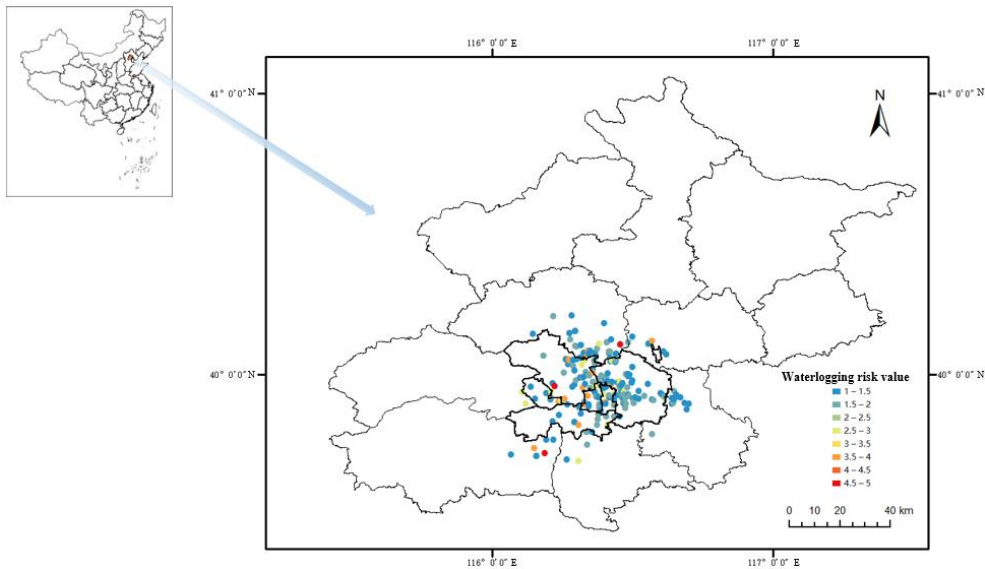 116° 0′0″ E 117° 0′0″ E
41° 0′0″N 41° 0′0″N
N
40° 0′0″N 40° 0′0″N
Waterlogging risk value
1 – 1.5
1.5 – 2
2 – 2.5
2.5 – 3
3 – 3.5
3.5 – 4
4 – 4.5
4.5 – 5
0 10 20 40 km
116° 0′0″ E 117° 0′0″ E